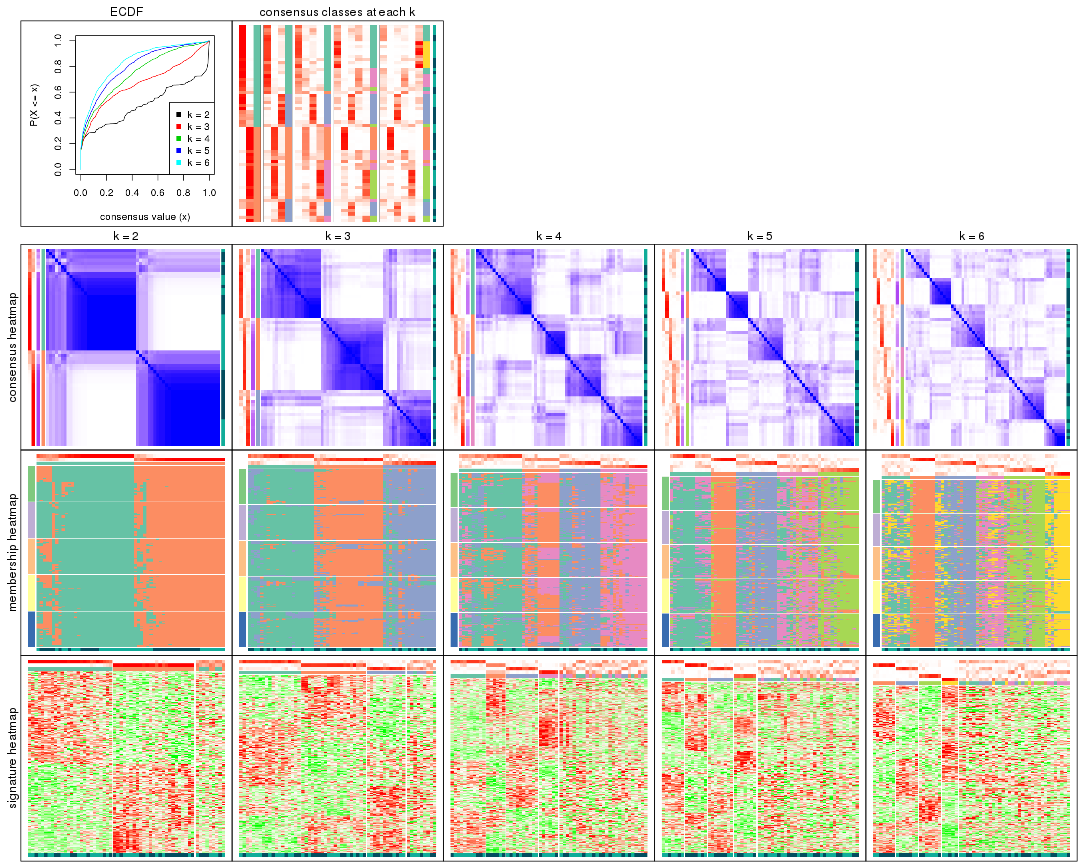 ECDF
consensus classes at each k
P(X <= x)
0.0 0.2 0.4 0.6 0.8 1.0
k = 2
k = 3
k = 4
k = 5
k = 6
0.0 0.2 0.4 0.6 0.8 1.0
consensus value (x)
k = 2 k = 3 k = 4 k = 5 k = 6
consensus heatmap
membership heatmap
signature heatmap